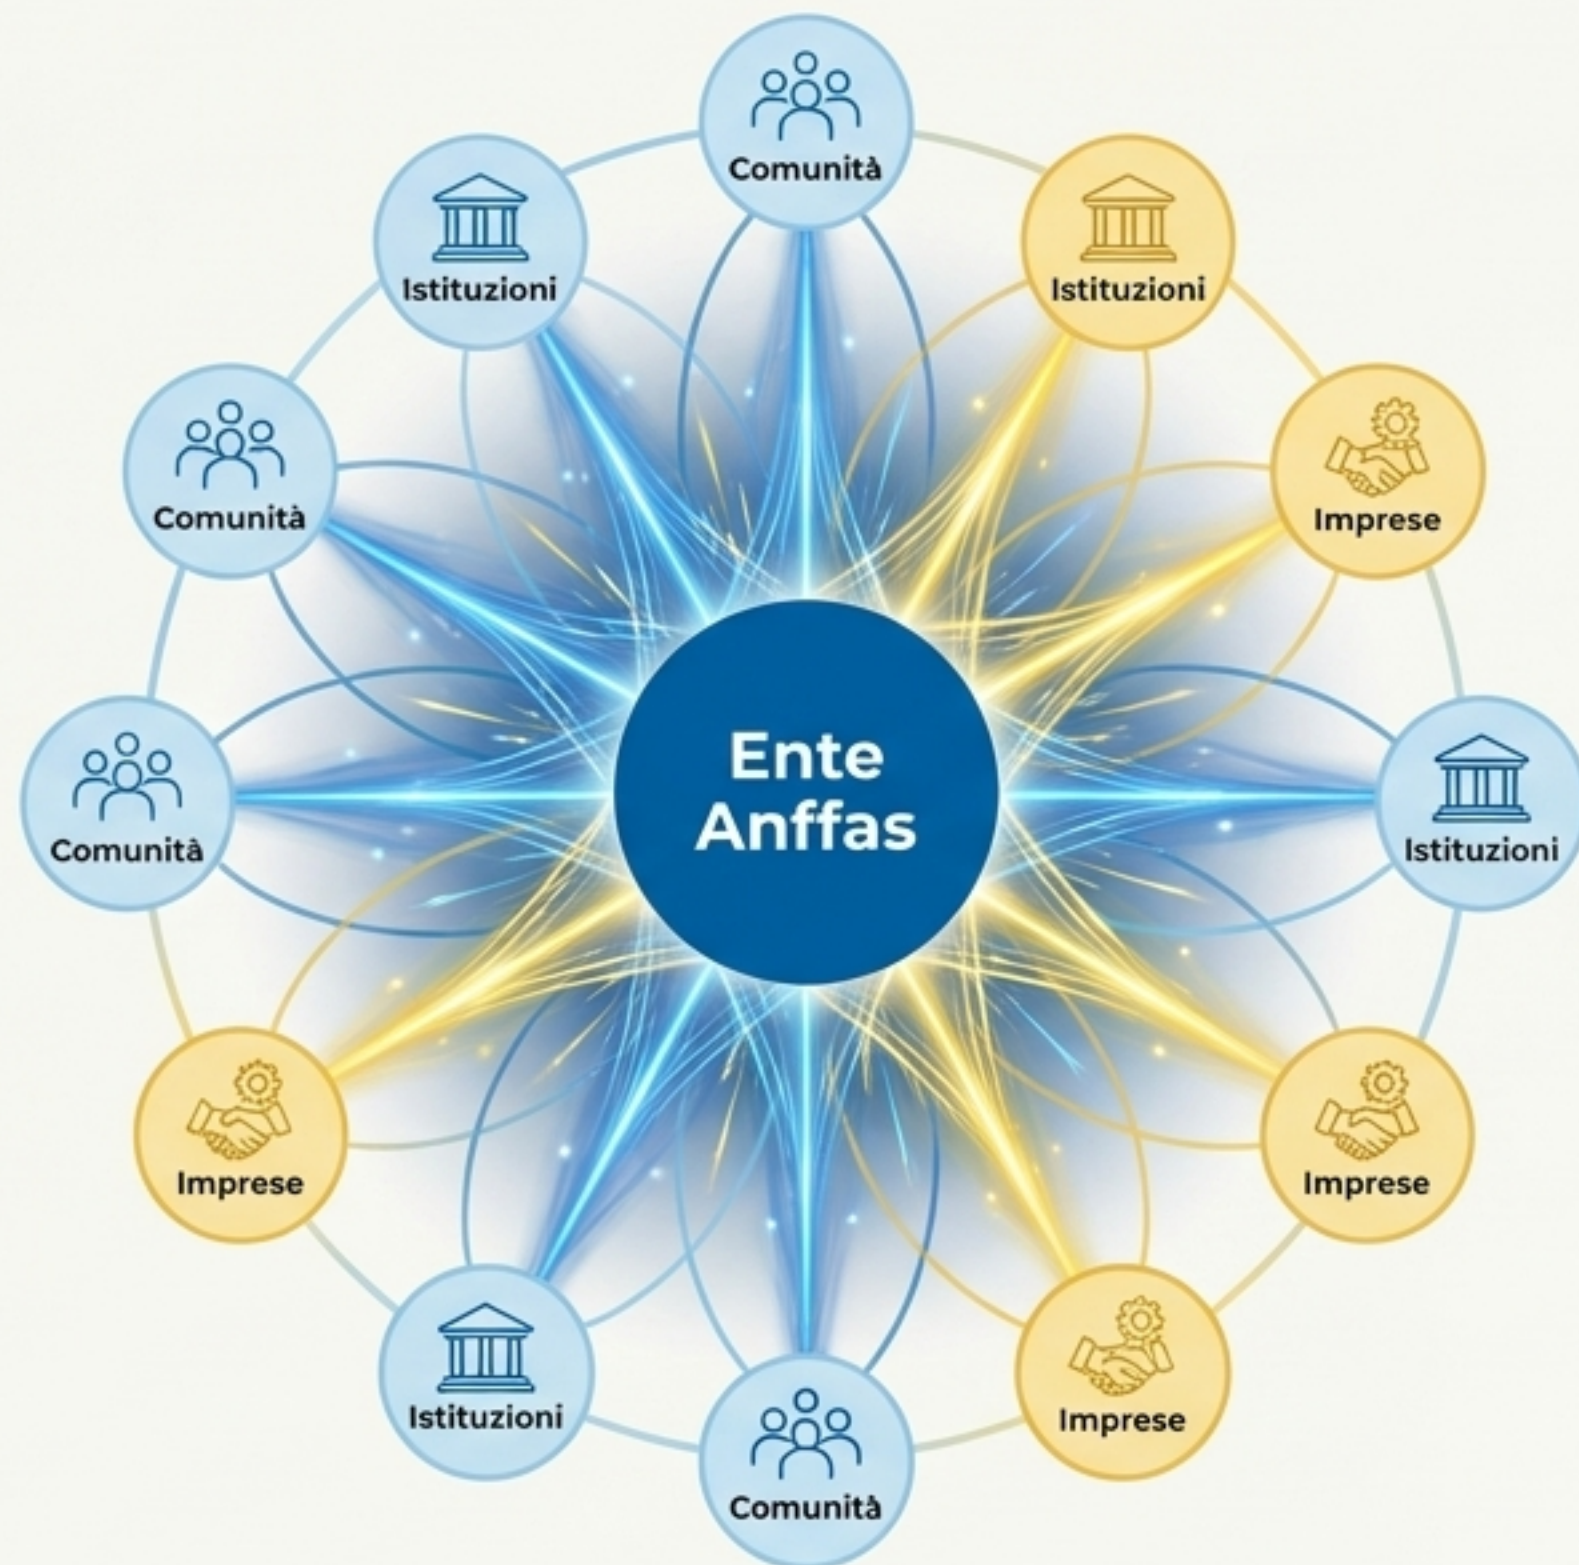 Comunità
Istituzioni
Istituzioni
Comunità
Imprese
Comunità
Ente
Anffas
Istituzioni
Imprese
Imprese
Istituzioni
Imprese
Comunità